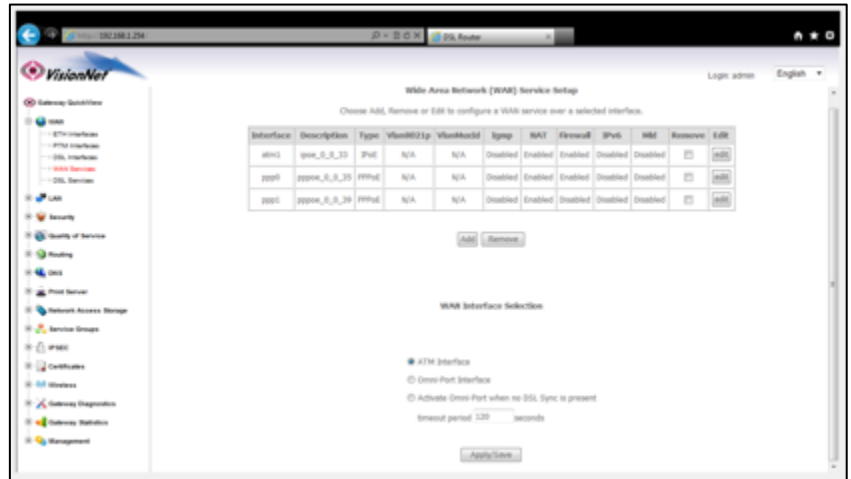 192.168.1.254
DSL Router
VisionNet
Login: admin
English
Gateway QuickView
WAN
ETH Interfaces
PTM Interfaces
DSL Interfaces
WAN Services
DSL Services
LAN
Security
Quality of Service
Routing
DNS
Print Server
Network Access Storage
Service Groups
IPSEC
Certificates
Wireless
Gateway Diagnostics
Gateway Statistics
Management
Wide Area Network (WAN) Service Setup
Choose Add, Remove or Edit to configure a WAN service over a selected interface.
Interface Description Type Vlan8021p VlanMuxId Igmp NAT Firewall IPv6 Mld Remove Edit
atm1 ipoe_0_0_33 IPoE N/A N/A Disabled Enabled Enabled Disabled Disabled edit
ppp0 pppoe_0_0_35 PPPoE N/A N/A Disabled Enabled Enabled Disabled Disabled edit
ppp1 pppoe_0_0_39 PPPoE N/A N/A Disabled Enabled Disabled Disabled Disabled edit
Add Remove
WAN Interface Selection
ATM Interface
Omni-Port Interface
Activate Omni-Port when no DSL Sync is present
timeout period 120 seconds
Apply/Save